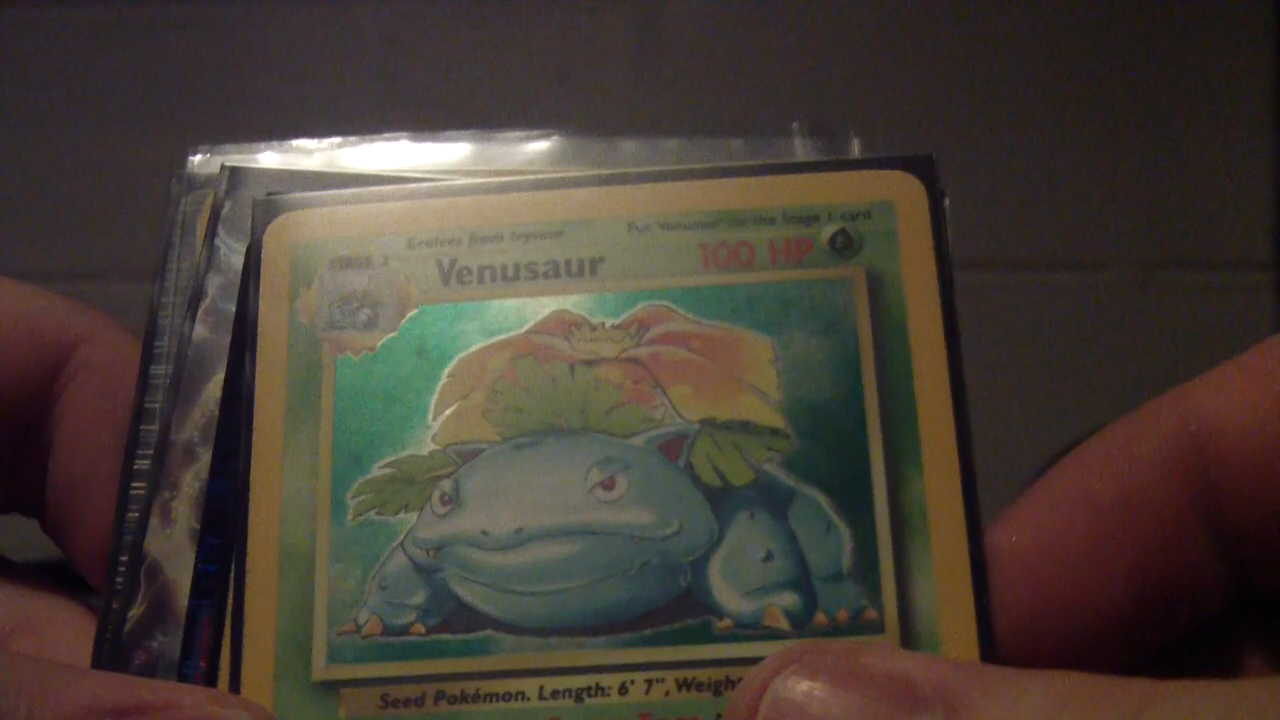 Evolves from Ivysaur
Put Venusaur on the Stage 1 card
STAGE 2
Venusaur
100 HP
Seed Pokémon. Length: 6' 7", Weight